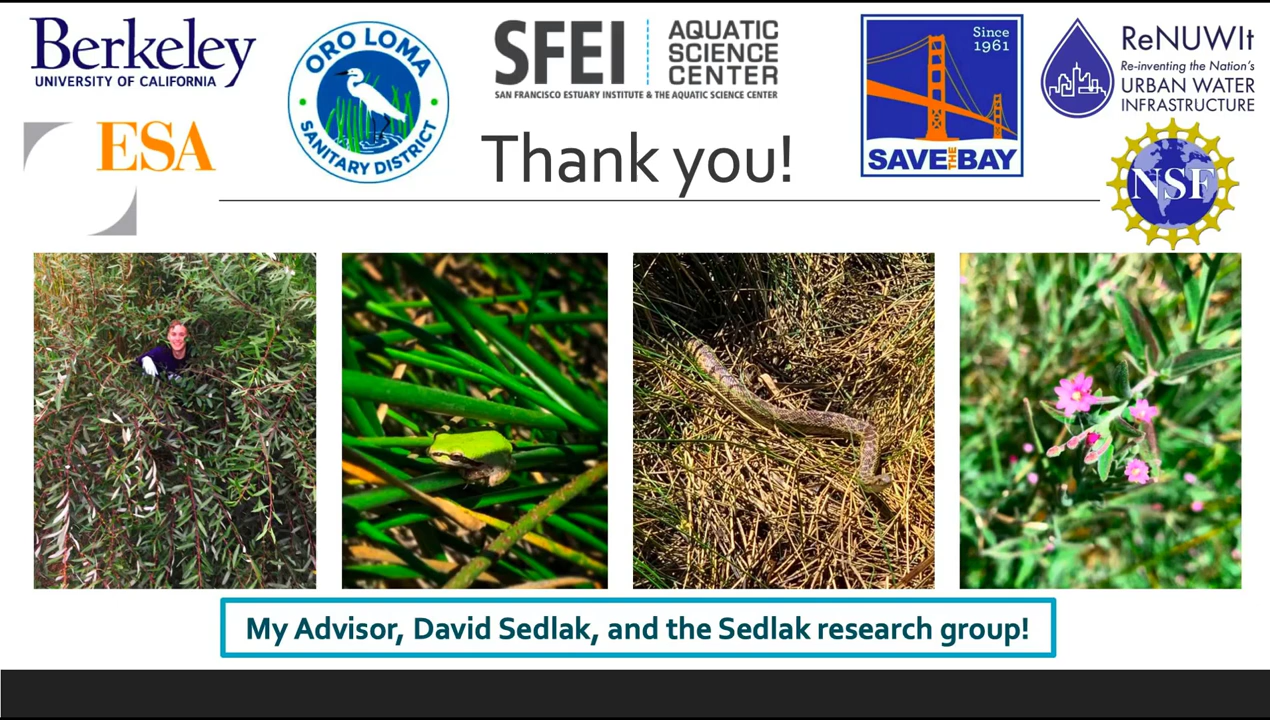 Berkeley
UNIVERSITY OF CALIFORNIA
ESA
ORO LOMA
SANITARY DISTRICT
SFEI
AQUATIC
SCIENCE
CENTER
SAN FRANCISCO ESTUARY INSTITUTE & THE AQUATIC SCIENCE CENTER
Since
1961
SAVE THE BAY
ReNUWIt
Re-inventing the Nation's
URBAN WATER
INFRASTRUCTURE
NSF
Thank you!
My Advisor, David Sedlak, and the Sedlak research group!